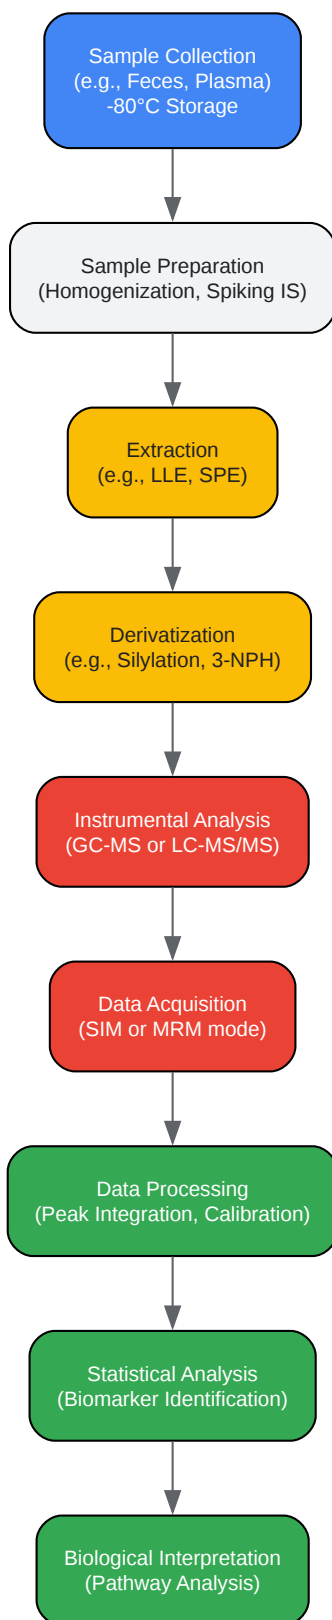 Sample Collection
(e.g., Feces, Plasma)
-80°C Storage
Sample Preparation
(Homogenization, Spiking IS)
Extraction
(e.g., LLE, SPE)
Derivatization
(e.g., Silylation, 3-NPH)
Instrumental Analysis
(GC-MS or LC-MS/MS)
Data Acquisition
(SIM or MRM mode)
Data Processing
(Peak Integration, Calibration)
Statistical Analysis
(Biomarker Identification)
Biological Interpretation
(Pathway Analysis)